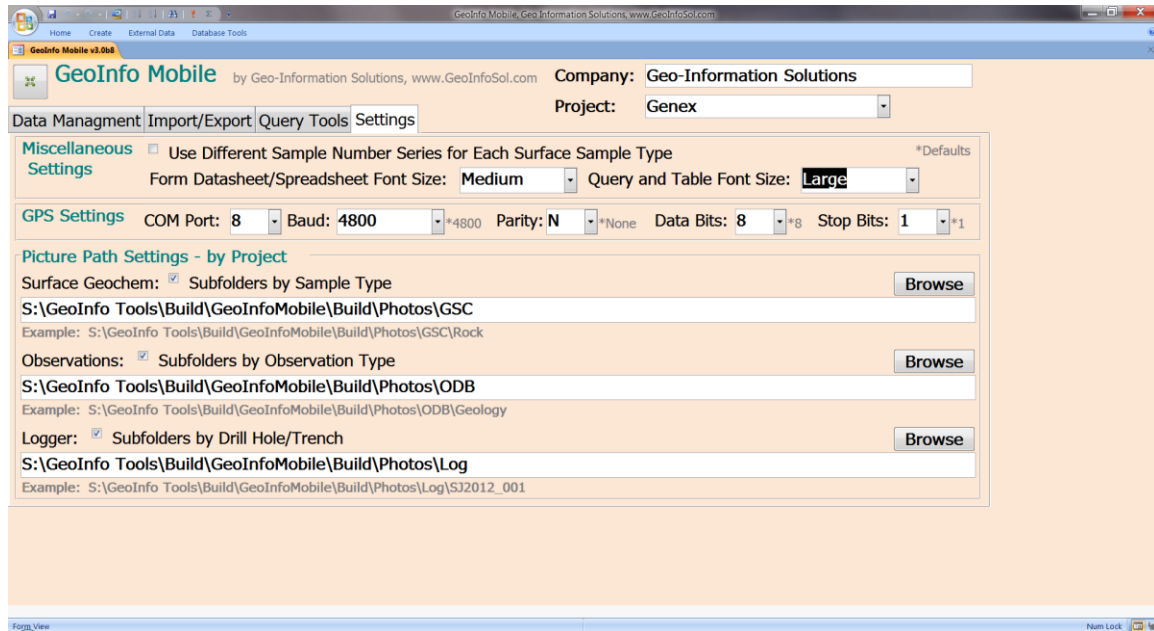 GeoInfo Mobile, Geo Information Solutions, www.GeoInfoSol.com
Home Create External Data Database Tools
GeoInfo Mobile v3.0b8
GeoInfo Mobile by Geo-Information Solutions, www.GeoInfoSol.com Company: Geo-Information Solutions
Project: Genex
Data Managment Import/Export Query Tools Settings
Miscellaneous Settings Use Different Sample Number Series for Each Surface Sample Type *Defaults
Form Datasheet/Spreadsheet Font Size: Medium Query and Table Font Size: Large
GPS Settings COM Port: 8 Baud: 4800 *4800 Parity: N *None Data Bits: 8 *8 Stop Bits: 1 *1
Picture Path Settings - by Project
Surface Geochem: Subfolders by Sample Type Browse
S:\GeoInfo Tools\Build\GeoInfoMobile\Build\Photos\GSC
Example: S:\GeoInfo Tools\Build\GeoInfoMobile\Build\Photos\GSC\Rock
Observations: Subfolders by Observation Type Browse
S:\GeoInfo Tools\Build\GeoInfoMobile\Build\Photos\ODB
Example: S:\GeoInfo Tools\Build\GeoInfoMobile\Build\Photos\ODB\Geology
Logger: Subfolders by Drill Hole/Trench Browse
S:\GeoInfo Tools\Build\GeoInfoMobile\Build\Photos\Log
Example: S:\GeoInfo Tools\Build\GeoInfoMobile\Build\Photos\Log\SJ2012_001
Form View Num Lock